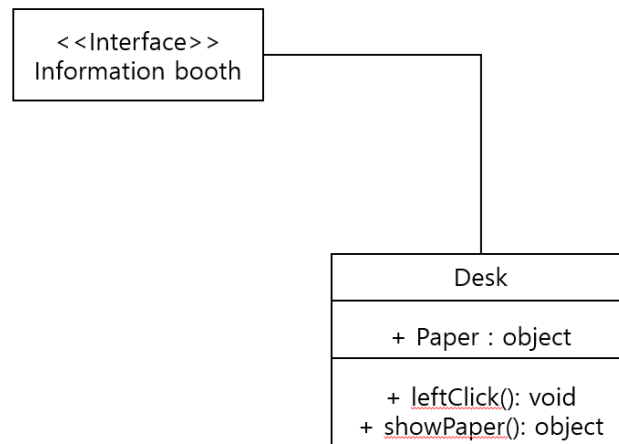 <<Interface>>
Information booth
Desk
+ Paper : object
+ leftClick(): void
+ showPaper(): object